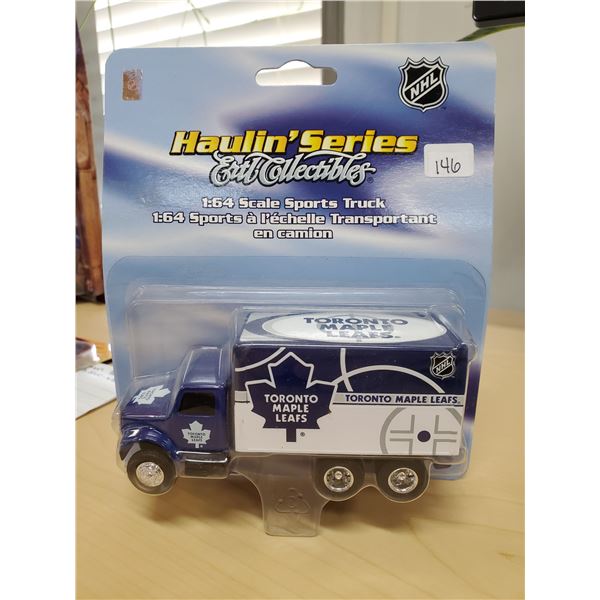 NHL
Haulin' Series
Ertl Collectibles
146
1:64 Scale Sports Truck
1:64 Sports à l'échelle Transportant
en camion
TORONTO
MAPLE
LEAFS
NHL
TORONTO
MAPLE
LEAFS
®
TORONTO MAPLE LEAFS